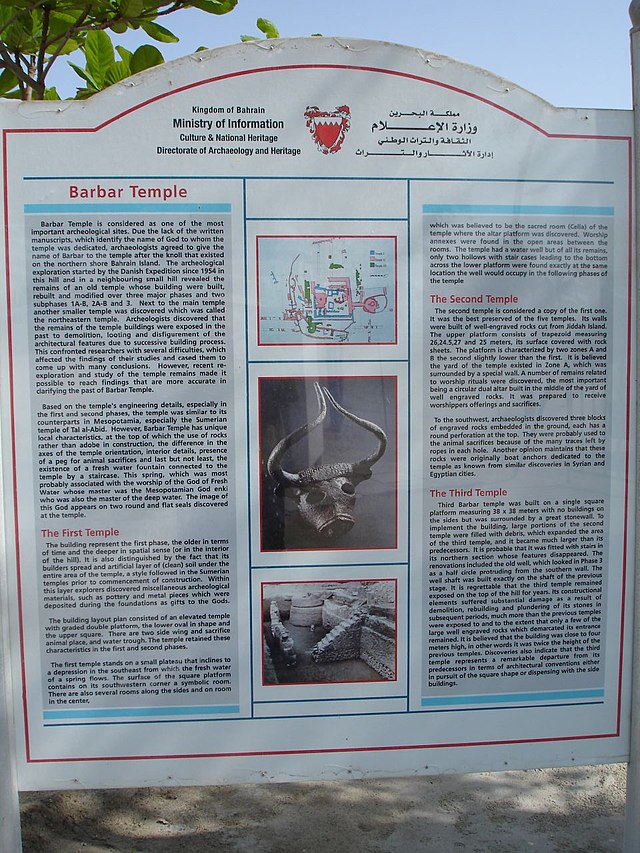 Kingdom of Bahrain
Ministry of Information
Culture & National Heritage
Directorate of Archaeology and Heritage
مملكة البحرين
وزارة الإعلام
الثقافة والتراث الوطني
إدارة الآثار والتراث
Barbar Temple
Barbar Temple is considered as one of the most
important archeological sites. Due the lack of the written
manuscripts, which identify the name of God to whom the
temple was dedicated, archaeologists agreed to give the
name of Barbar to the temple after the knoll that existed
on the northern shore Bahrain Island. The archeological
exploration started by the Danish Expedition since 1954 in
this hill and in a neighbouring small hill revealed the
remains of an old temple whose building were built,
rebuilt and modified over three major phases and two
subphases 1A-B, 2A-B and 3. Next to the main temple
another smaller temple was discovered which was called
the northeastern temple. Archeologists discovered that
the remains of the temple buildings were exposed in the
past to demolition, looting and disfigurement of the
architectural features due to successive building process.
This confronted researchers with several difficulties, which
affected the findings of their studies and cased them to
come up with many conclusions. However, recent re-
exploration and study of the temple remains made it
possible to reach findings that are more accurate in
clarifying the past of Barbar Temple.
Based on the temple's engineering details, especially in
the first and second phases, the temple was similar to its
counterparts in Mesopotamia, especially the Sumerian
temple of Tal al-Abid. However, Barbar Temple has unique
local characteristics, at the top of which the use of rocks
rather than adobe in construction, the difference in the
axes of the temple orientation, interior details, presence
of a peg for animal sacrifices and last but not least, the
existence of a fresh water fountain connected to the
temple by a staircase. This spring, which was most
probably associated with the worship of the God of Fresh
Water whose master was the Mesopotamian God enki
who was also the master of the deep water. The image of
this God appears on two round and flat seals discovered
at the temple.
The First Temple
The building represent the first phase, the older in terms
of time and the deeper in spatial sense (or in the interior
of the hill). It is also distinguished by the fact that its
builders spread and artificial layer of (clean) soil under the
entire area of the temple, a style followed in the Sumerian
temples prior to commencement of construction. Within
this layer explorers discovered miscellaneous archeological
materials, such as pottery and metal pieces which were
deposited during the foundations as gifts to the Gods.
The building layout plan consisted of an elevated temple
with graded double platform, the lower oval in shape and
the upper square. There are two side wing and sacrifice
animal place, and water trough. The temple retained these
characteristics in the first and second phases.
The first temple stands on a small plateau that inclines to
a depression in the southeast from which the fresh water
of a spring flows. The surface of the square platform
contains on its southwestern corner a symbolic room.
There are also several rooms along the sides and on room
in the center,
which was believed to be the sacred room (Cella) of the
temple where the altar platform was discovered. Worship
annexes were found in the open areas between the
rooms. The temple had a water well but of all its remains,
only two hollows with stair cases leading to the bottom
across the lower platform were found exactly at the same
location the well would occupy in the following phases of
the temple
The Second Temple
The second temple is considered a copy of the first one.
It was the best preserved of the five temples. Its walls
were built of well-engraved rocks cut from Jiddah Island.
The upper platform consists of trapezoid measuring
26,24.5,27 and 25 meters, its surface covered with rock
sheets. The platform is characterized by two zones A and
B the second slightly lower than the first. It is believed
the yard of the temple existed in Zone A, which was
surrounded by a special wall. A number of remains related
to worship rituals were discovered, the most important
being a circular dual altar built in the middle of the yard of
well engraved rocks. It was prepared to receive
worshippers offerings and sacrifices.
To the southwest, archaeologists discovered three blocks
of engraved rocks embedded in the ground, each has a
round perforation at the top. They were probably used to
the animal sacrifices because of the many traces left by
ropes in each hole. Another opinion maintains that these
rocks were originally boat anchors dedicated to the
temple as known from similar discoveries in Syrian and
Egyptian cities.
The Third Temple
Third Barbar temple was built on a single square
platform measuring 38 x 38 meters with no buildings on
the sides but was surrounded by a great stonewall. To
implement the building, large portions of the second
temple were filled with debris, which expanded the area
of the third temple, and it became much larger than its
predecessors. It is probable that it was fitted with stair in
its northern section whose features disappeared. The
renovations included the old well, which looked in Phase 3
as a half circle protruding from the southern wall. The
well shaft was built exactly on the shaft of the previous
stage. It is regrettable that the third temple remained
exposed on the top of the hill for years. Its constructional
elements suffered substantial damage as a result of
demolition, rebuilding and plundering of its stones in
subsequent periods, much more than the previous temples
were exposed to and to the extent that only a few of the
large well engraved rocks which demarcated its entrance
remained. It is believed that the building was close to four
meters high, in other words it was twice the height of the
previous temples. Discoveries also indicate that the third
temple represents a remarkable departure from its
predecessors in terms of architectural conventions either
in pursuit of the square shape or dispensing with the side
buildings.